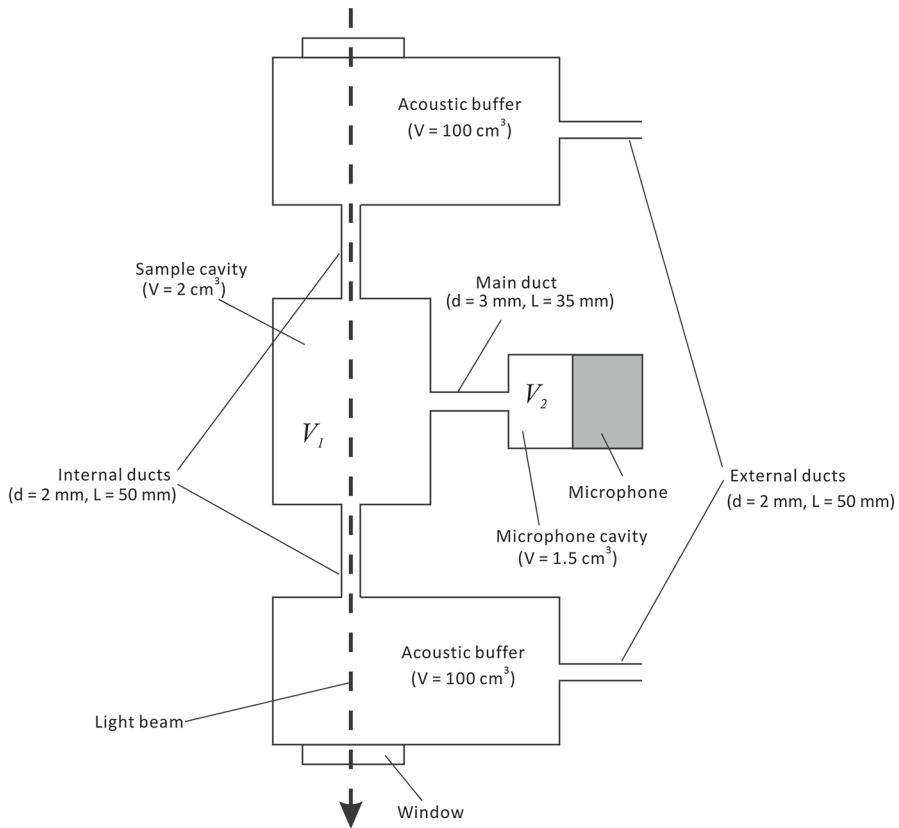 Acoustic buffer
(V = 100 cm³)
Sample cavity
(V = 2 cm³)
Main duct
(d = 3 mm, L = 35 mm)
V₂
V₁
Internal ducts
(d = 2 mm, L = 50 mm)
Microphone
External ducts
(d = 2 mm, L = 50 mm)
Microphone cavity
(V = 1.5 cm³)
Acoustic buffer
(V = 100 cm³)
Light beam
Window